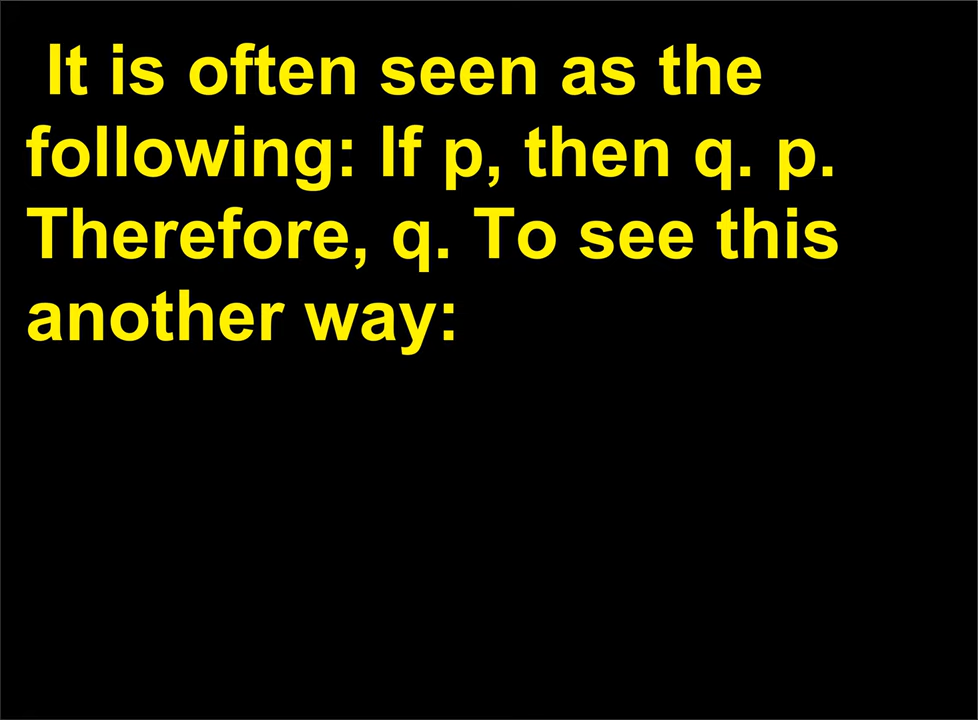 It is often seen as the
following: If p, then q. p.
Therefore, q. To see this
another way: